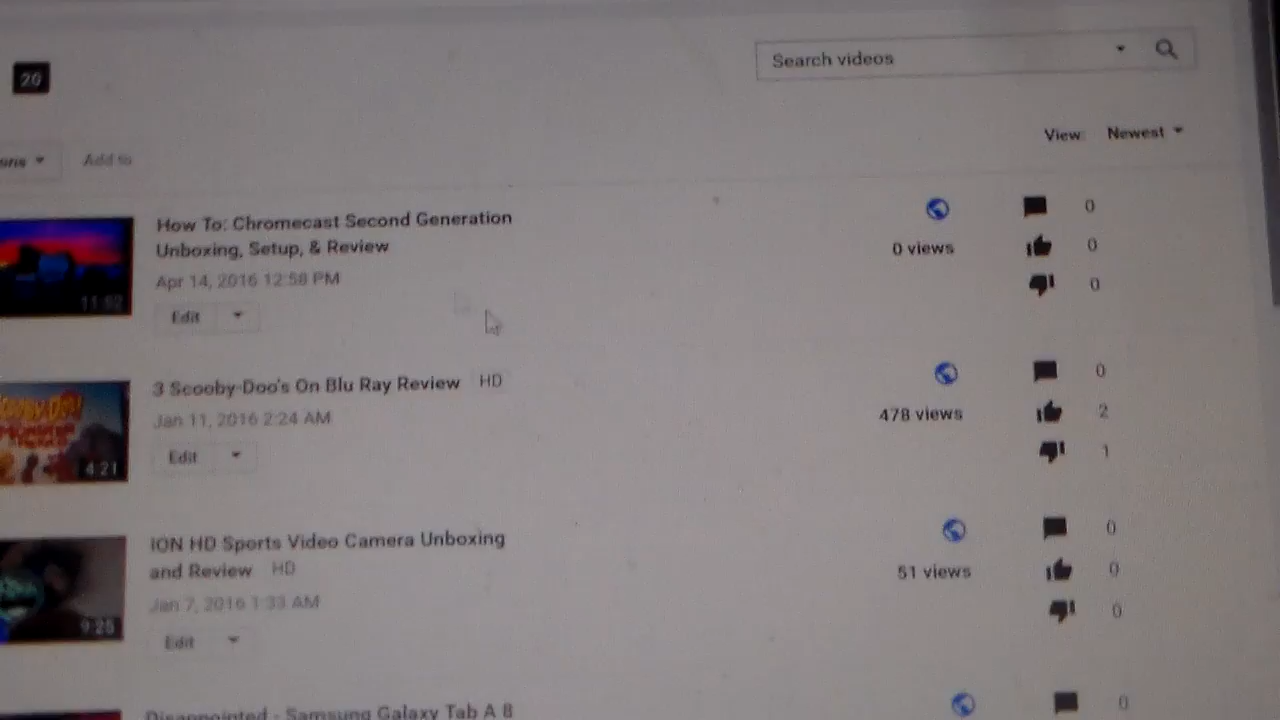 20
Search videos
View: Newest
Add to
How To: Chromecast Second Generation
Unboxing, Setup, & Review
0 views
0
0
0
Apr 14, 2016 12:58 PM
11:52
Edit
3 Scooby-Doo's On Blu Ray Review HD
478 views
0
2
1
Jan 11, 2016 2:24 AM
4:21
Edit
ION HD Sports Video Camera Unboxing
and Review HD
51 views
0
0
0
Jan 7, 2016 1:33 AM
9:25
Edit
Disappointed - Samsung Galaxy Tab A 8
0